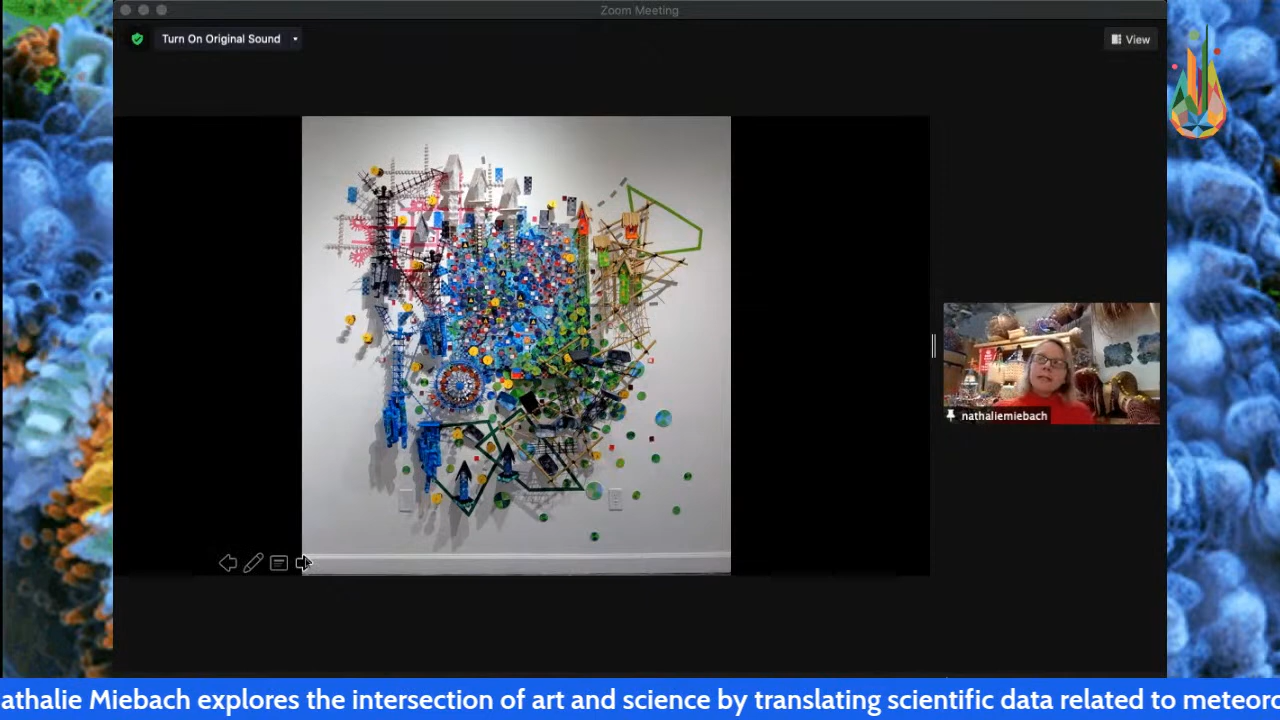 Zoom Meeting
Turn On Original Sound
View
nathaliemiebach
athalie Miebach explores the intersection of art and science by translating scientific data related to meteoro